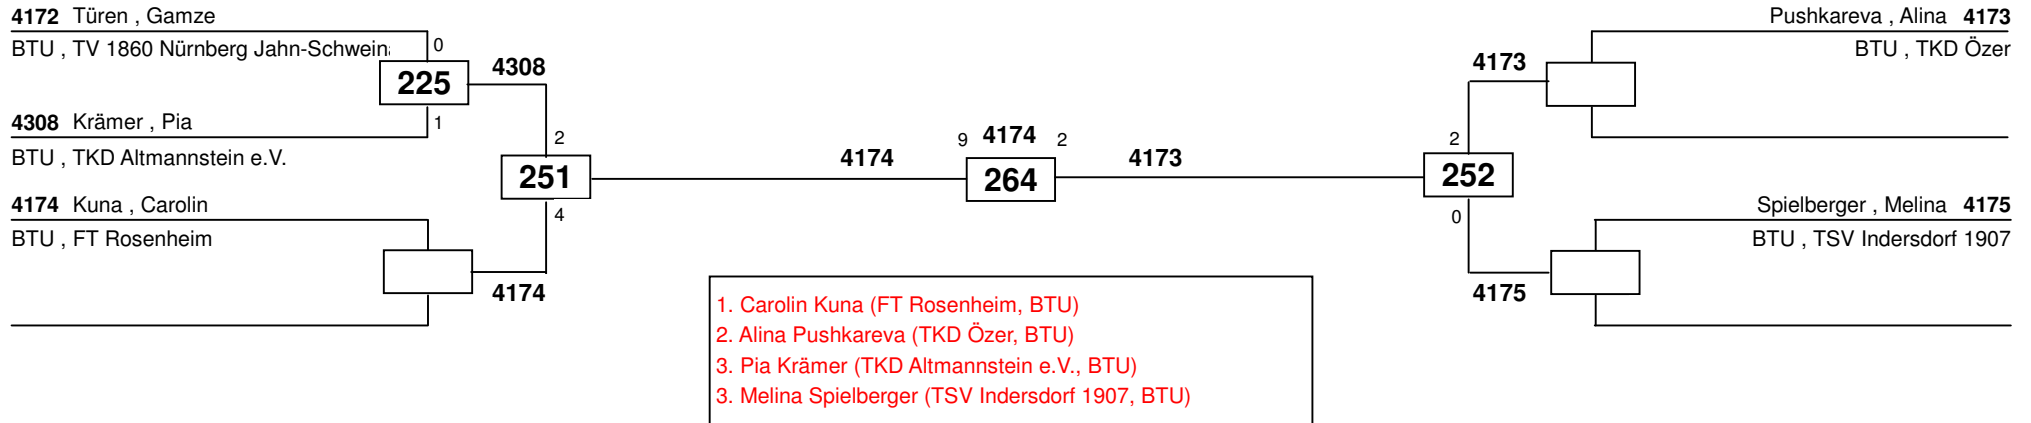 4172 Türen , Gamze
BTU , TV 1860 Nürnberg Jahn-Schwein
0
225
4308
4308 Krämer , Pia
1
BTU , TKD Altmannstein e.V.
2
251
4
4174 Kuna , Carolin
BTU , FT Rosenheim
4174
4174
9 4174 2
264
4173
Pushkareva , Alina 4173
BTU , TKD Özer
4173
2
252
0
Spielberger , Melina 4175
BTU , TSV Indersdorf 1907
4175
1. Carolin Kuna (FT Rosenheim, BTU)
2. Alina Pushkareva (TKD Özer, BTU)
3. Pia Krämer (TKD Altmannstein e.V., BTU)
3. Melina Spielberger (TSV Indersdorf 1907, BTU)